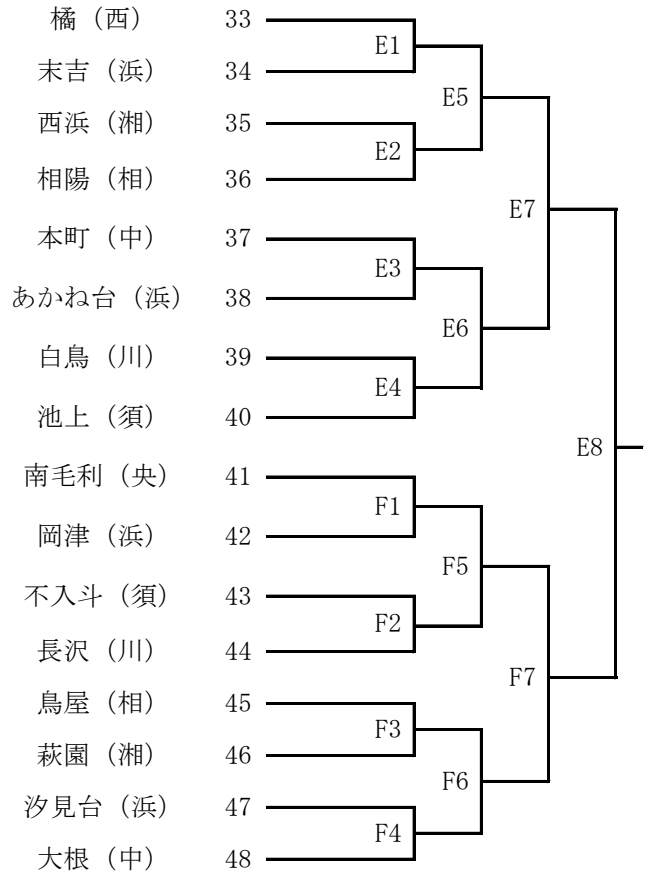 橘（西） 33
E1
末吉（浜） 34
E5
西浜（湘） 35
E2
相陽（相） 36
E7
本町（中） 37
E3
あかね台（浜） 38
E6
白鳥（川） 39
E4
池上（須） 40
E8
南毛利（央） 41
F1
岡津（浜） 42
F5
不入斗（須） 43
F2
長沢（川） 44
F7
鳥屋（相） 45
F3
萩園（湘） 46
F6
汐見台（浜） 47
F4
大根（中） 48